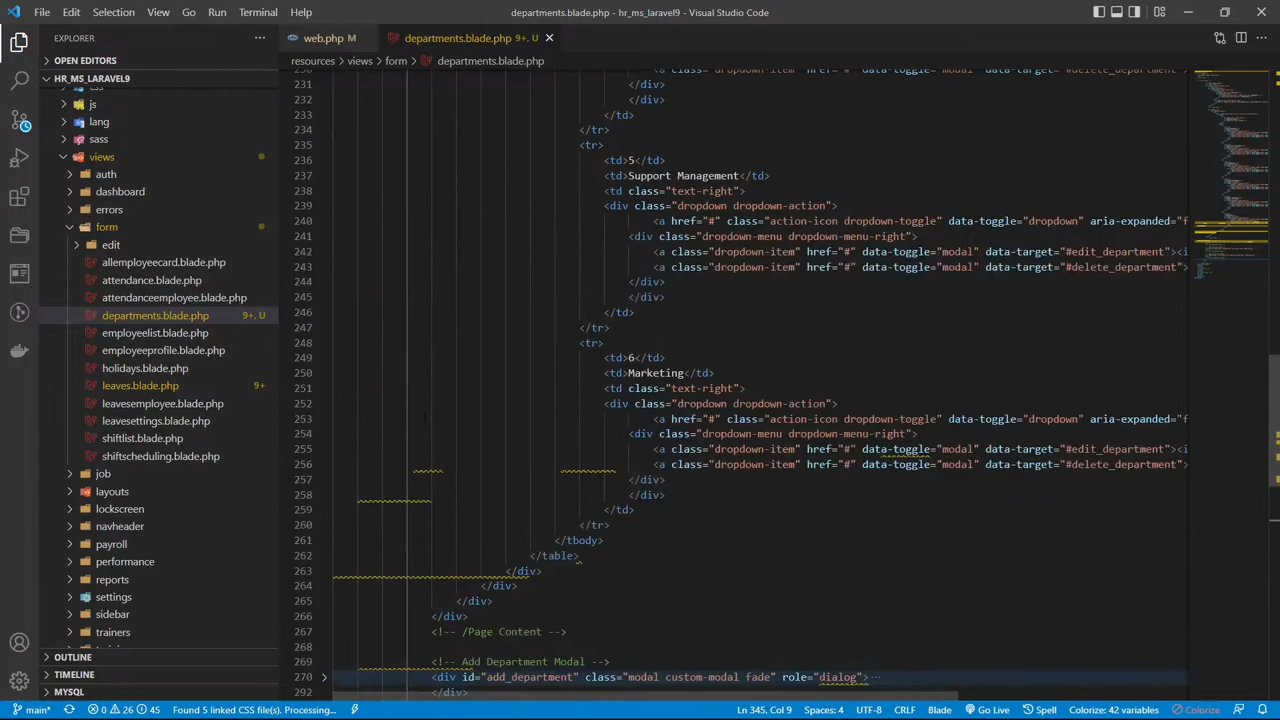 File Edit Selection View Go Run Terminal Help
departments.blade.php - hr_ms_laravel9 - Visual Studio Code
EXPLORER ···
web.php M
departments.blade.php 9+, U
OPEN EDITORS
resources > views > form > departments.blade.php
HR_MS_LARAVEL9
js
lang
sass
views
auth
dashboard
errors
form
edit
allemployeecard.blade.php
attendance.blade.php
attendanceemployee.blade.php
departments.blade.php 9+, U
employeelist.blade.php
employeeprofile.blade.php
holidays.blade.php
leaves.blade.php 9+
leavesemployee.blade.php
leavesettings.blade.php
shiftlist.blade.php
shiftscheduling.blade.php
job
layouts
lockscreen
navheader
payroll
performance
reports
settings
sidebar
trainers
OUTLINE
TIMELINE
MYSQL
231 </div>
232 </div>
233 </td>
234 </tr>
235 <tr>
236 <td>5</td>
237 <td>Support Management</td>
238 <td class="text-right">
239 <div class="dropdown dropdown-action">
240 <a href="#" class="action-icon dropdown-toggle" data-toggle="dropdown" aria-expanded="f
241 <div class="dropdown-menu dropdown-menu-right">
242 <a class="dropdown-item" href="#" data-toggle="modal" data-target="#edit_department"><i
243 <a class="dropdown-item" href="#" data-toggle="modal" data-target="#delete_department"
244 </div>
245 </div>
246 </td>
247 </tr>
248 <tr>
249 <td>6</td>
250 <td>Marketing</td>
251 <td class="text-right">
252 <div class="dropdown dropdown-action">
253 <a href="#" class="action-icon dropdown-toggle" data-toggle="dropdown" aria-expanded="f
254 <div class="dropdown-menu dropdown-menu-right">
255 <a class="dropdown-item" href="#" data-toggle="modal" data-target="#edit_department"><i
256 <a class="dropdown-item" href="#" data-toggle="modal" data-target="#delete_department"
257 </div>
258 </div>
259 </td>
260 </tr>
261 </tbody>
262 </table>
263 </div>
264 </div>
265 </div>
266 </div>
267 <!-- /Page Content -->
268
269 <!-- Add Department Modal -->
270 <div id="add_department" class="modal custom-modal fade" role="dialog">···
292 </div>
main* 0 26 45 Found 5 linked CSS file(s). Processing... Ln 345, Col 9 Spaces: 4 UTF-8 CRLF Blade Go Live Spell Colorize: 42 variables Colorize